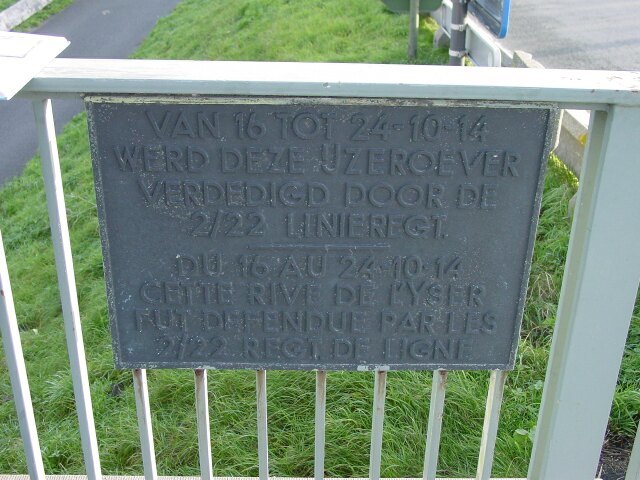 VAN 16 TOT 24-10-14
WERD DEZE IJZEROEVER
VERDEDIGD DOOR DE
2/22 LINIEREGT.
DU 16 AU 24-10-14
CETTE RIVE DE L'YSER
FUT DEFENDUE PAR LES
2/22 REGT. DE LIGNE